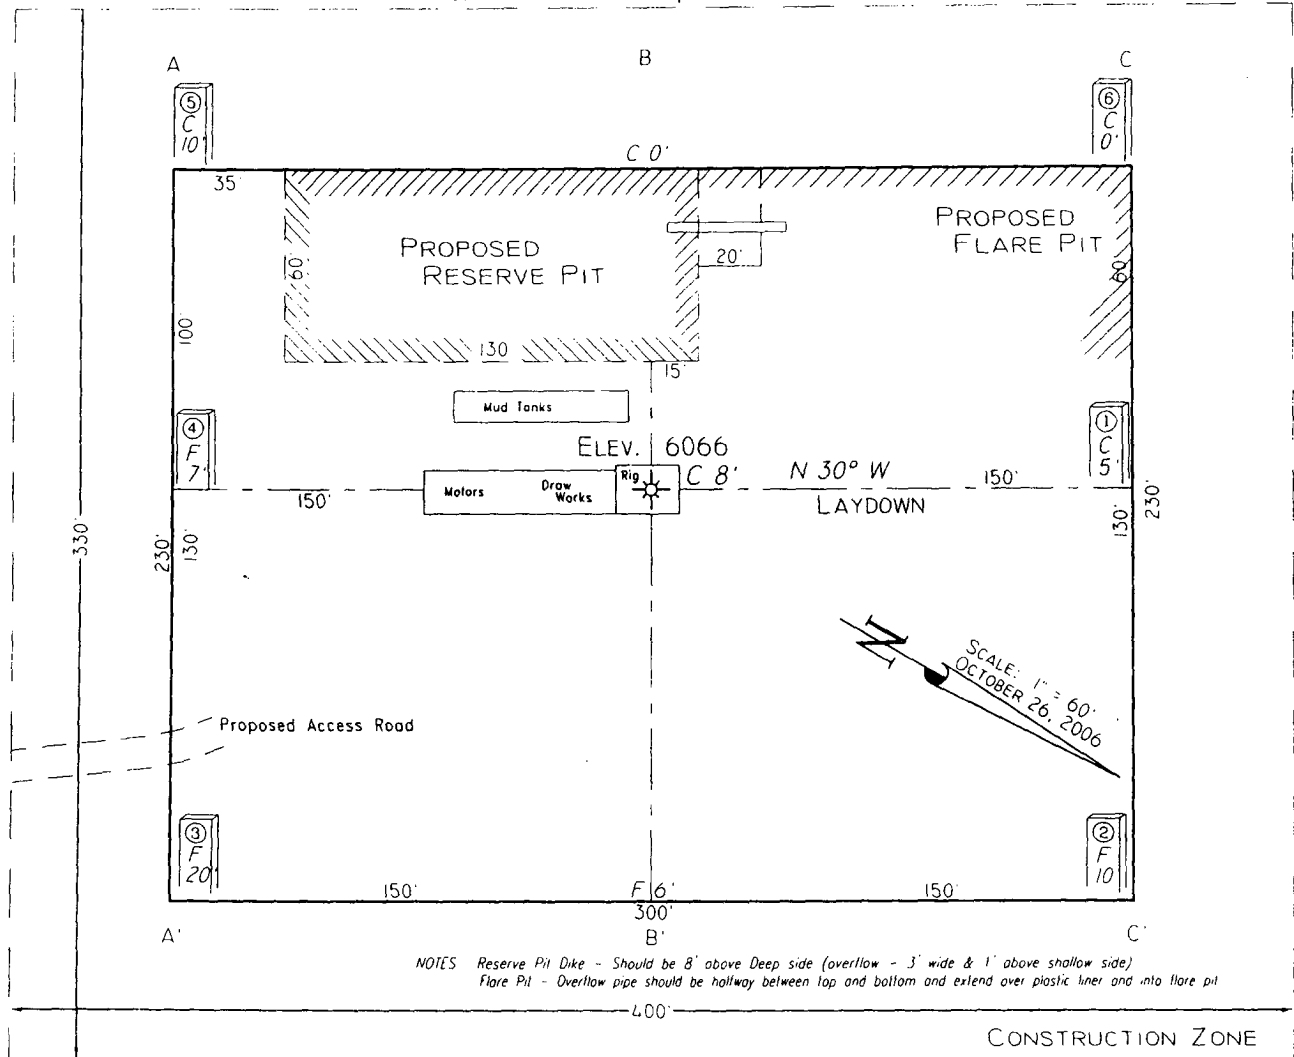 A
B
C
⑤
C
10'
⑥
C
0'
C 0'
35'
PROPOSED
RESERVE PIT
PROPOSED
FLARE PIT
60'
20'
60'
100'
130
15'
Mud Tanks
④
F
7'
ELEV. 6066
①
C
5'
Rig
C 8'
N 30° W
150'
Motors
Draw
Works
150'
LAYDOWN
330'
230'
130'
130'
230'
N
SCALE: 1" = 60'
OCTOBER 26, 2006
Proposed Access Road
③
F
20'
②
F
10
150'
F 6'
150'
300'
A'
B'
C'
NOTES Reserve Pit Dike - Should be 8' above Deep side (overflow - 3' wide & 1' above shallow side)
Flare Pit - Overflow pipe should be halfway between top and bottom and extend over plastic liner and into flare pit
400'
CONSTRUCTION ZONE